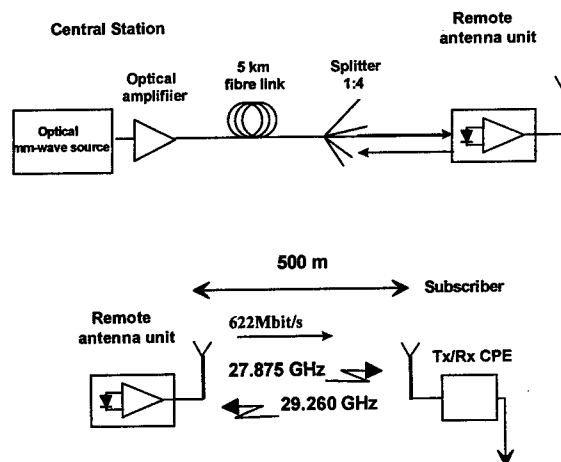 Central Station
Remote
antenna unit
Optical
amplifiier
5 km
fibre link
Splitter
1:4
Optical
mm-wave source
500 m
Subscriber
Remote
antenna unit
622Mbit/s
Tx/Rx CPE
27.875 GHz
29.260 GHz